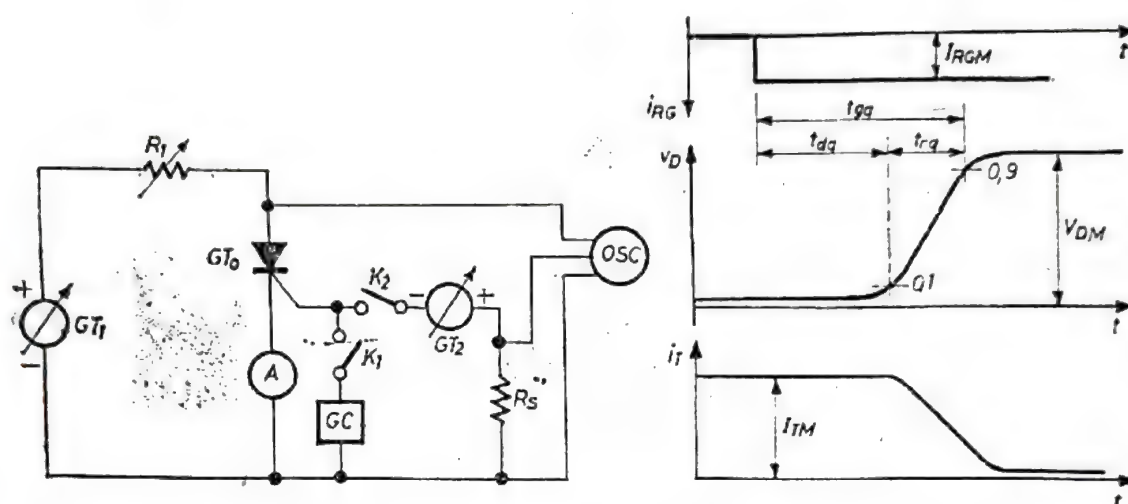 R1
GT0
+
GT1
-
A
K2
-
+
GT2
K1
GC
RS
OSC
t
IRGM
iRG
tgq
tdq
trq
vD
0,9
0,1
VDM
t
iT
ITM
t